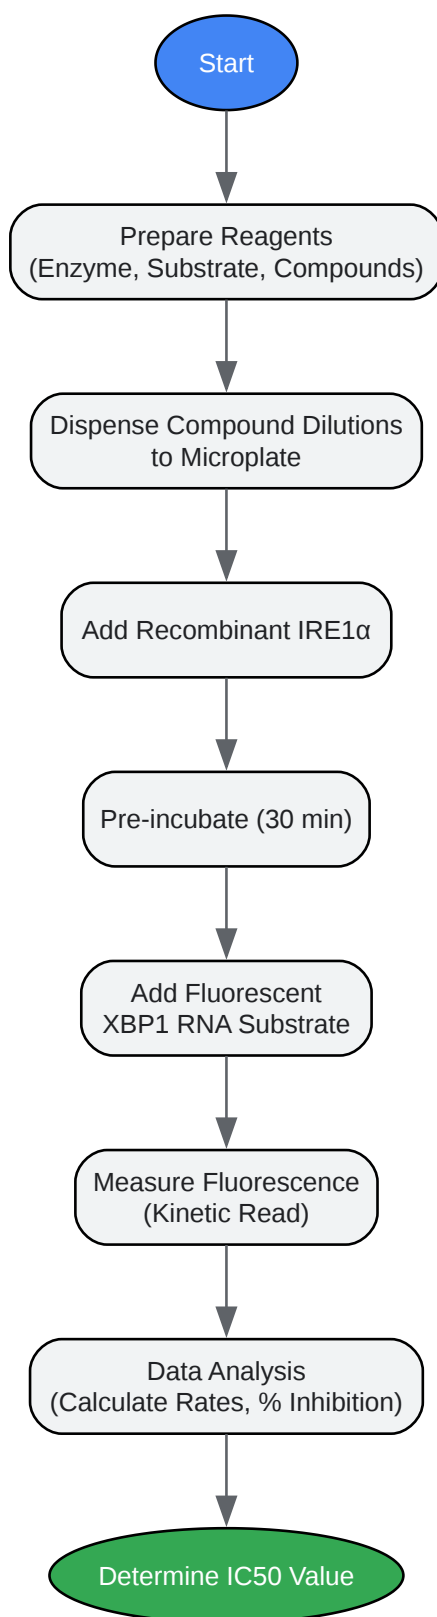 Start
Prepare Reagents
(Enzyme, Substrate, Compounds)
Dispense Compound Dilutions
to Microplate
Add Recombinant IRE1α
Pre-incubate (30 min)
Add Fluorescent
XBP1 RNA Substrate
Measure Fluorescence
(Kinetic Read)
Data Analysis
(Calculate Rates, % Inhibition)
Determine IC50 Value